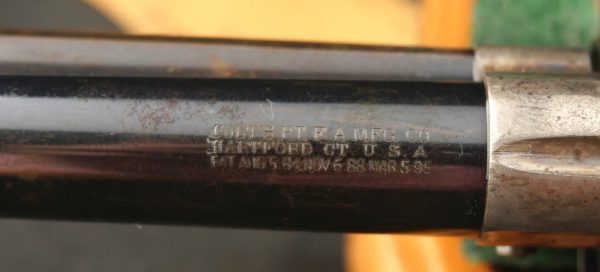 COLT'S PT F A MFG CO
HARTFORD CT U.S.A
PAT AUG 5 84 NOV 6 88 MAR 5 95